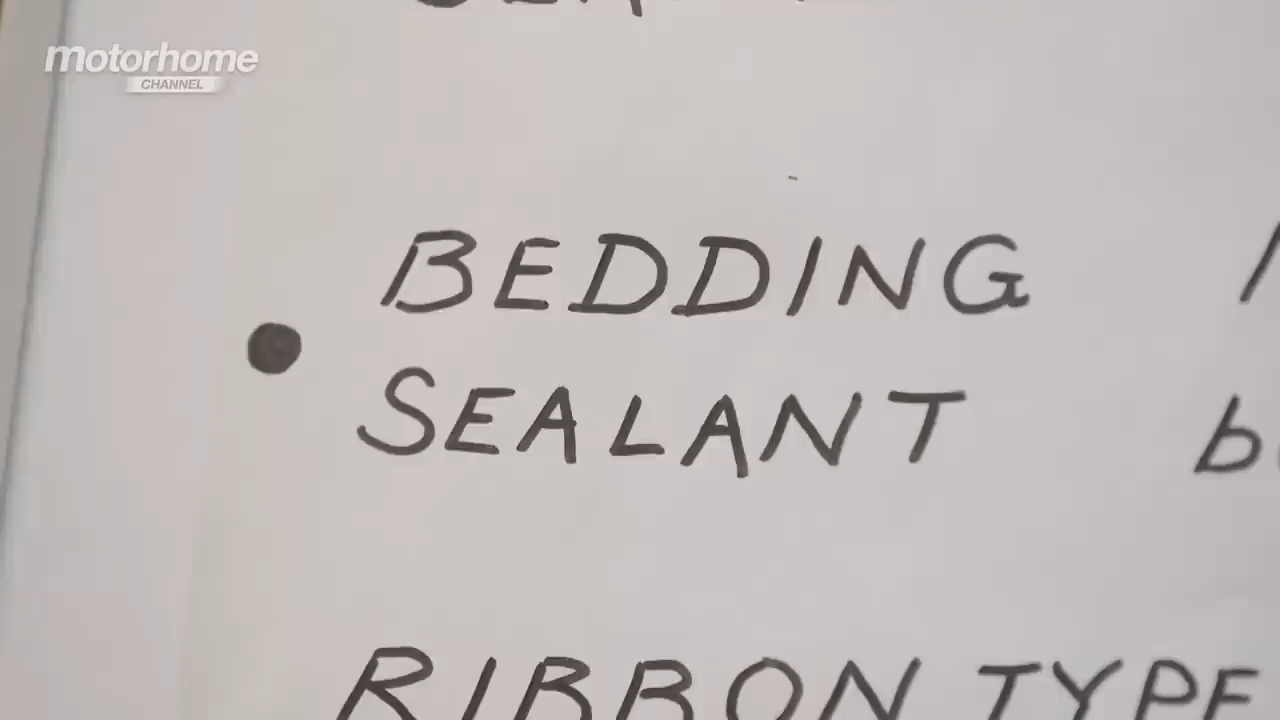 motorhome
CHANNEL
BEDDING
SEALANT
RIBBON TYPE